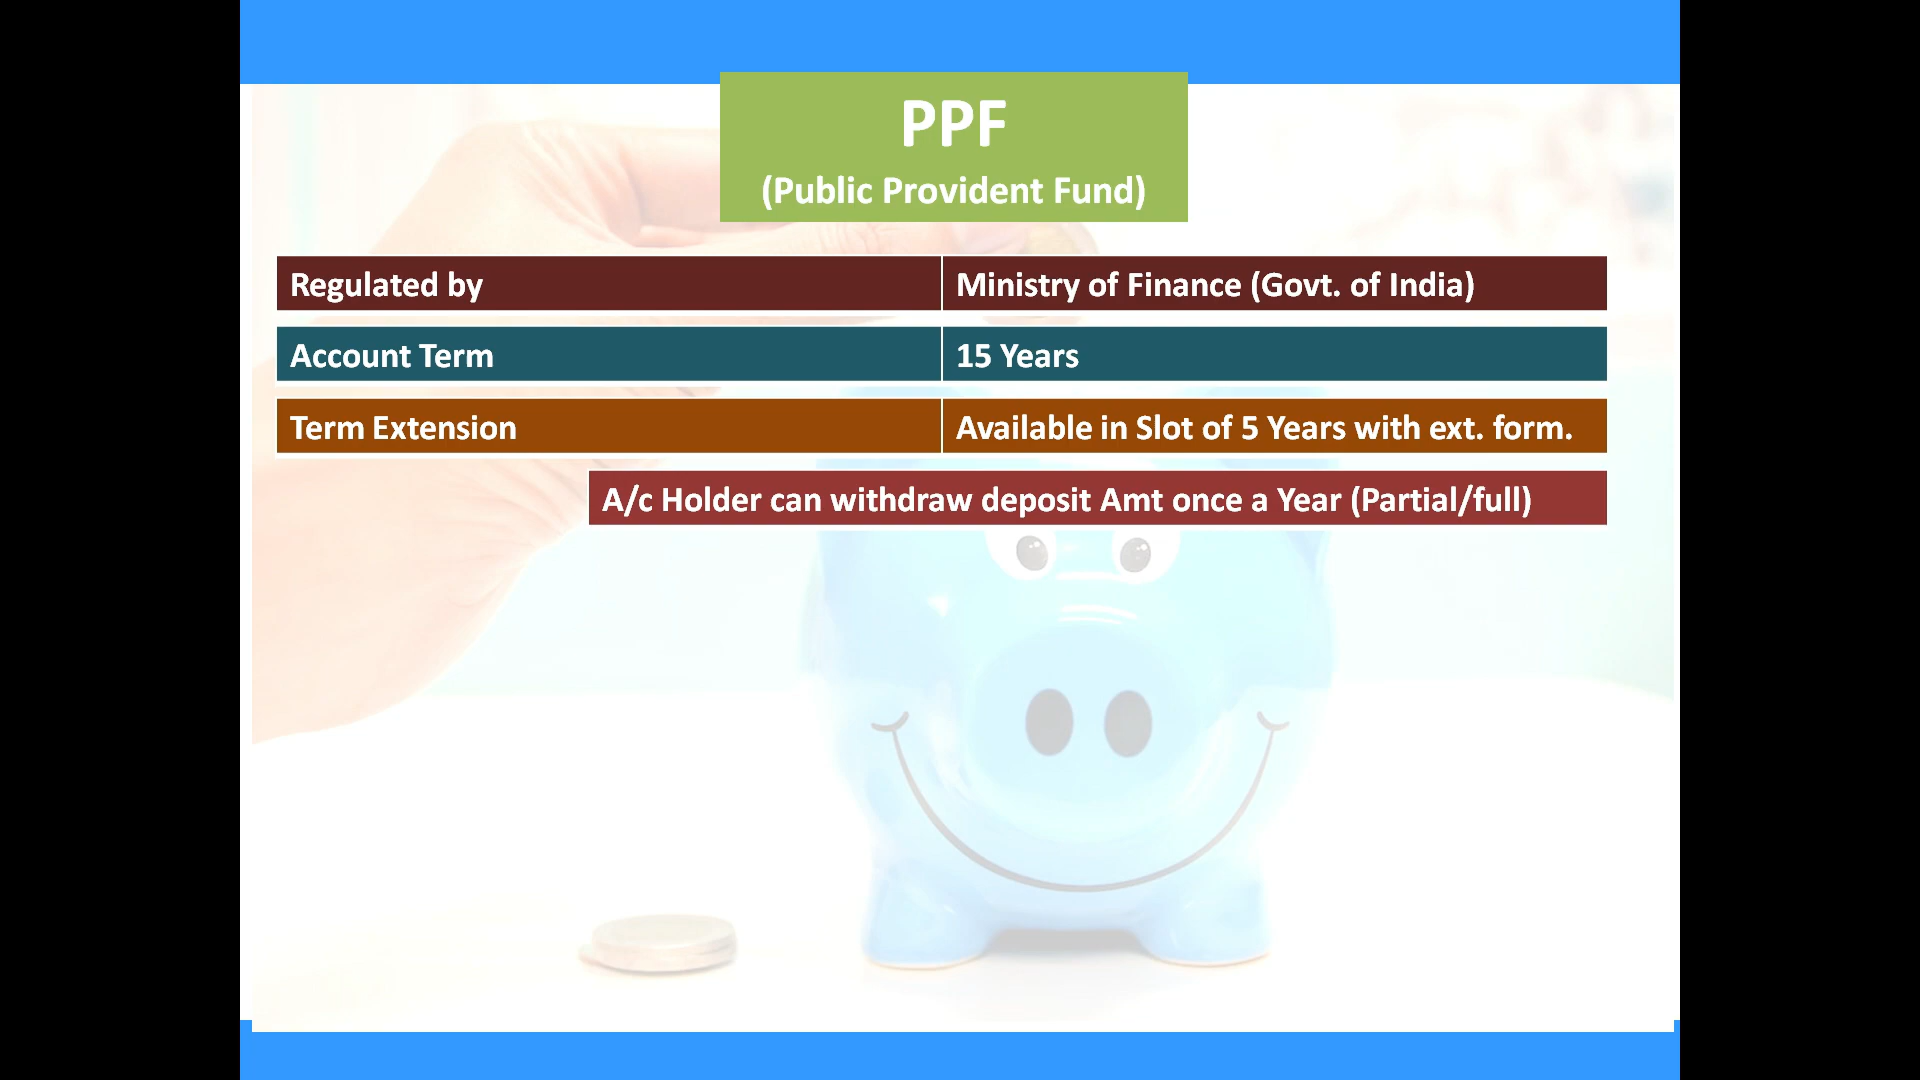 PPF
(Public Provident Fund)
Regulated by Ministry of Finance (Govt. of India)
Account Term 15 Years
Term Extension Available in Slot of 5 Years with ext. form.
A/c Holder can withdraw deposit Amt once a Year (Partial/full)